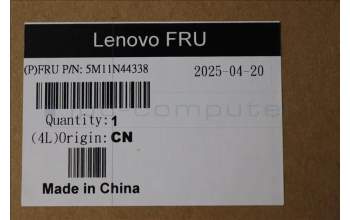 Lenovo FRU
(P)FRU P/N: 5M11N44338
2025-04-20
Quantity:1
(4L)Origin:CN
Made in China